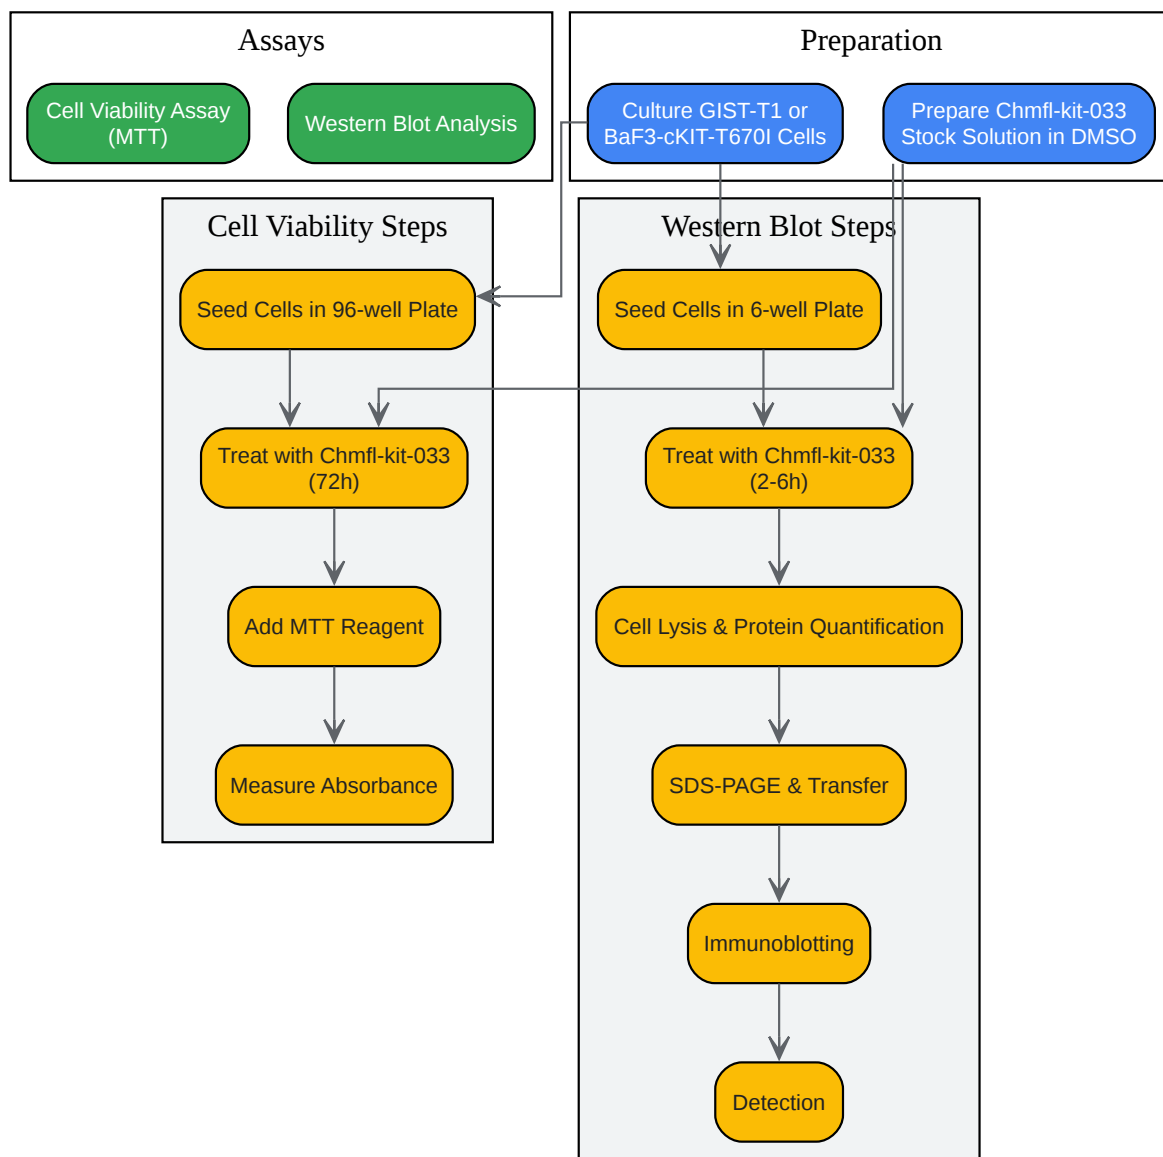 Assays
Cell Viability Assay
(MTT)
Western Blot Analysis
Preparation
Culture GIST-T1 or
BaF3-cKIT-T670I Cells
Prepare Chmfl-kit-033
Stock Solution in DMSO
Cell Viability Steps
Seed Cells in 96-well Plate
Treat with Chmfl-kit-033
(72h)
Add MTT Reagent
Measure Absorbance
Western Blot Steps
Seed Cells in 6-well Plate
Treat with Chmfl-kit-033
(2-6h)
Cell Lysis & Protein Quantification
SDS-PAGE & Transfer
Immunoblotting
Detection